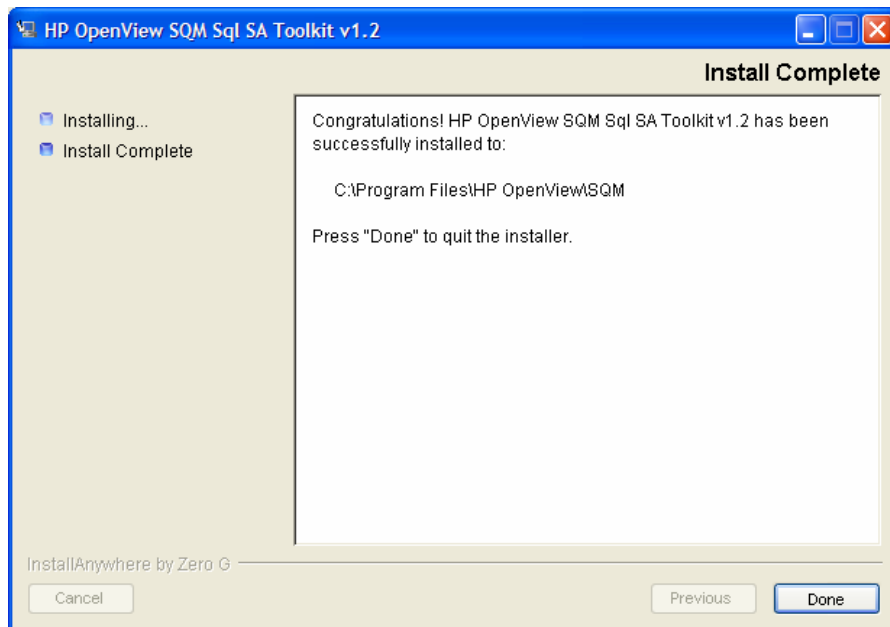 HP OpenView SQM Sql SA Toolkit v1.2
Install Complete
Installing...
Install Complete
Congratulations! HP OpenView SQM Sql SA Toolkit v1.2 has been
successfully installed to:
C:\Program Files\HP OpenView\SQM
Press "Done" to quit the installer.
InstallAnywhere by Zero G
Cancel
Previous
Done